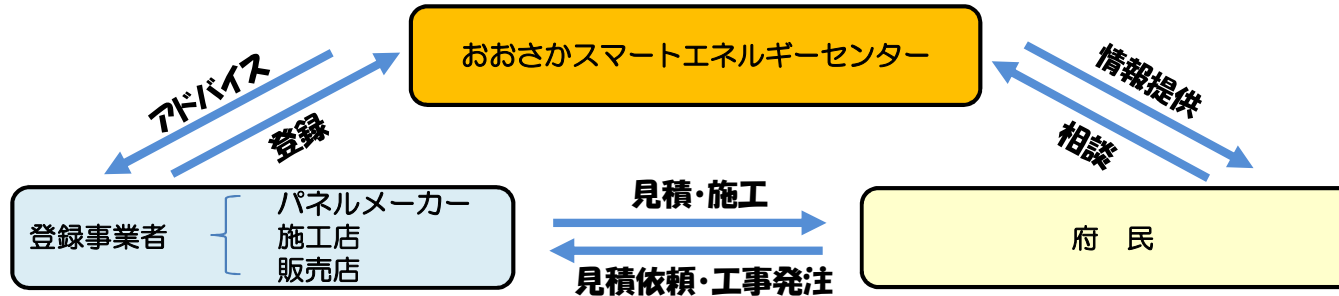 おおさかスマートエネルギーセンター
アドバイス
登録
情報提供
相談
登録事業者
パネルメーカー
施工店
販売店
見積・施工
見積依頼・工事発注
府 民